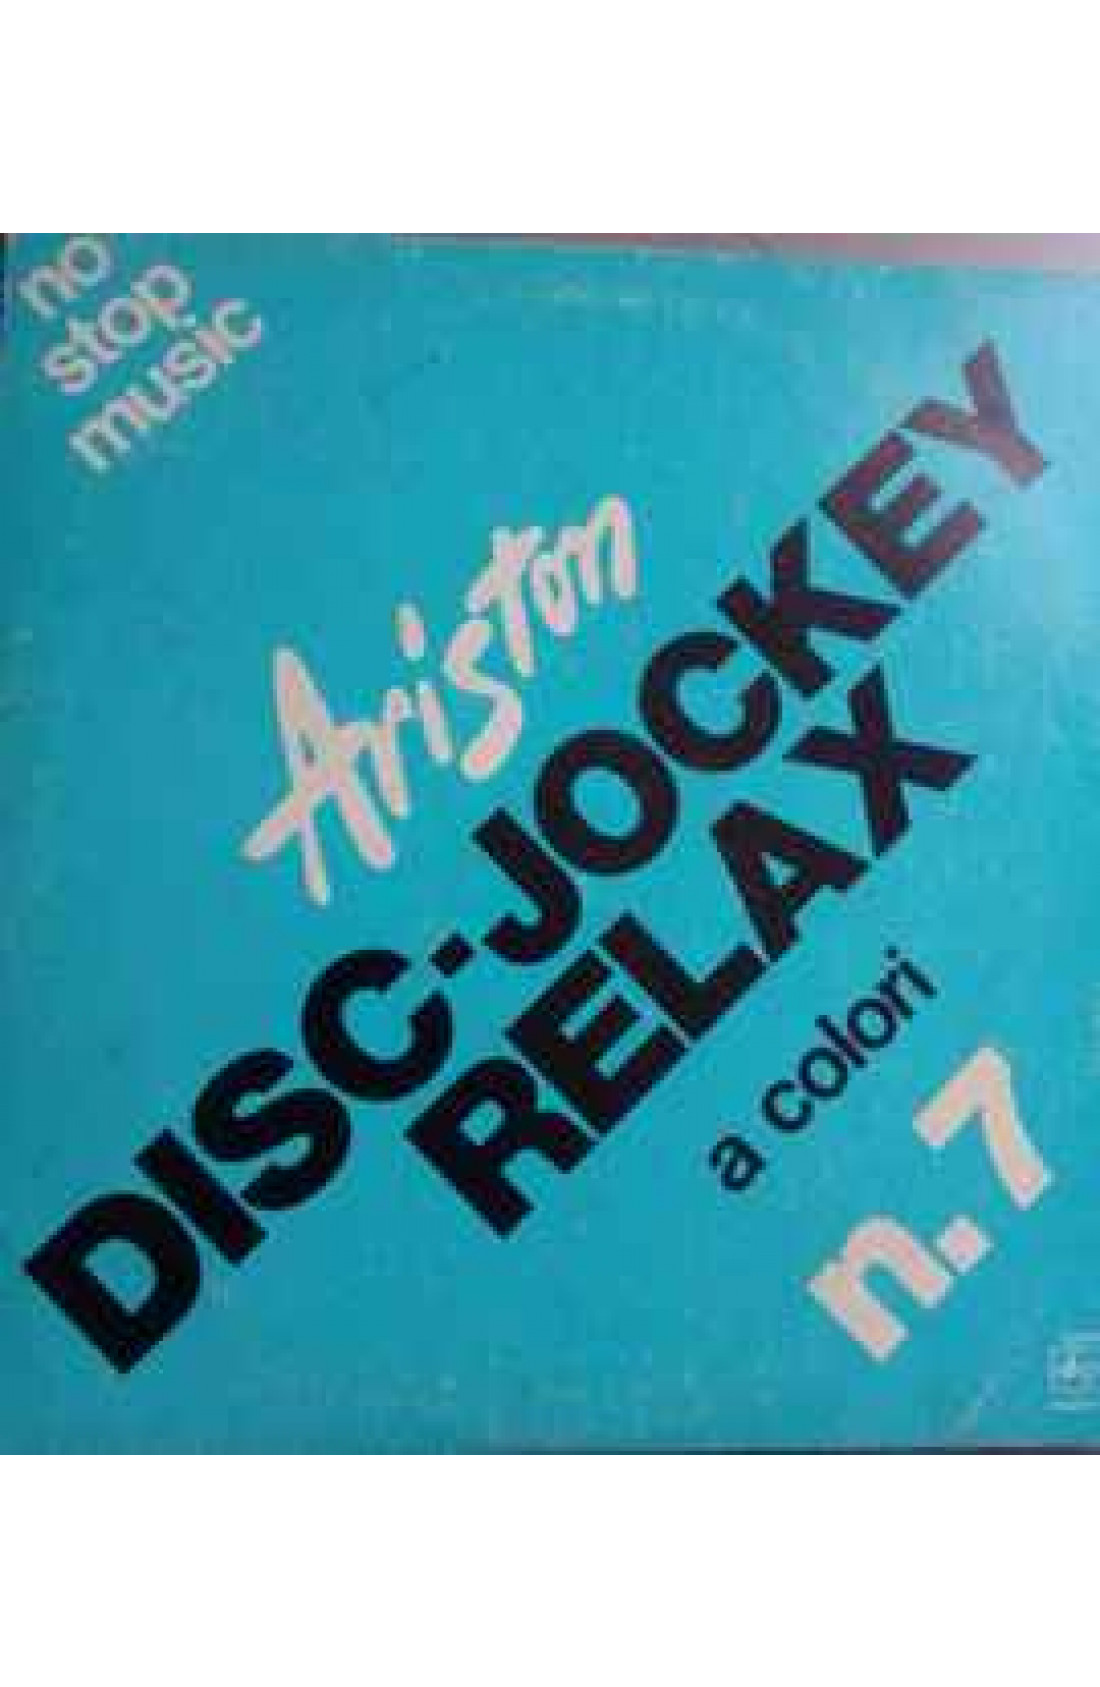 no
stop
music
Ariston
DISC-JOCKEY
RELAX
a colori
n. 7